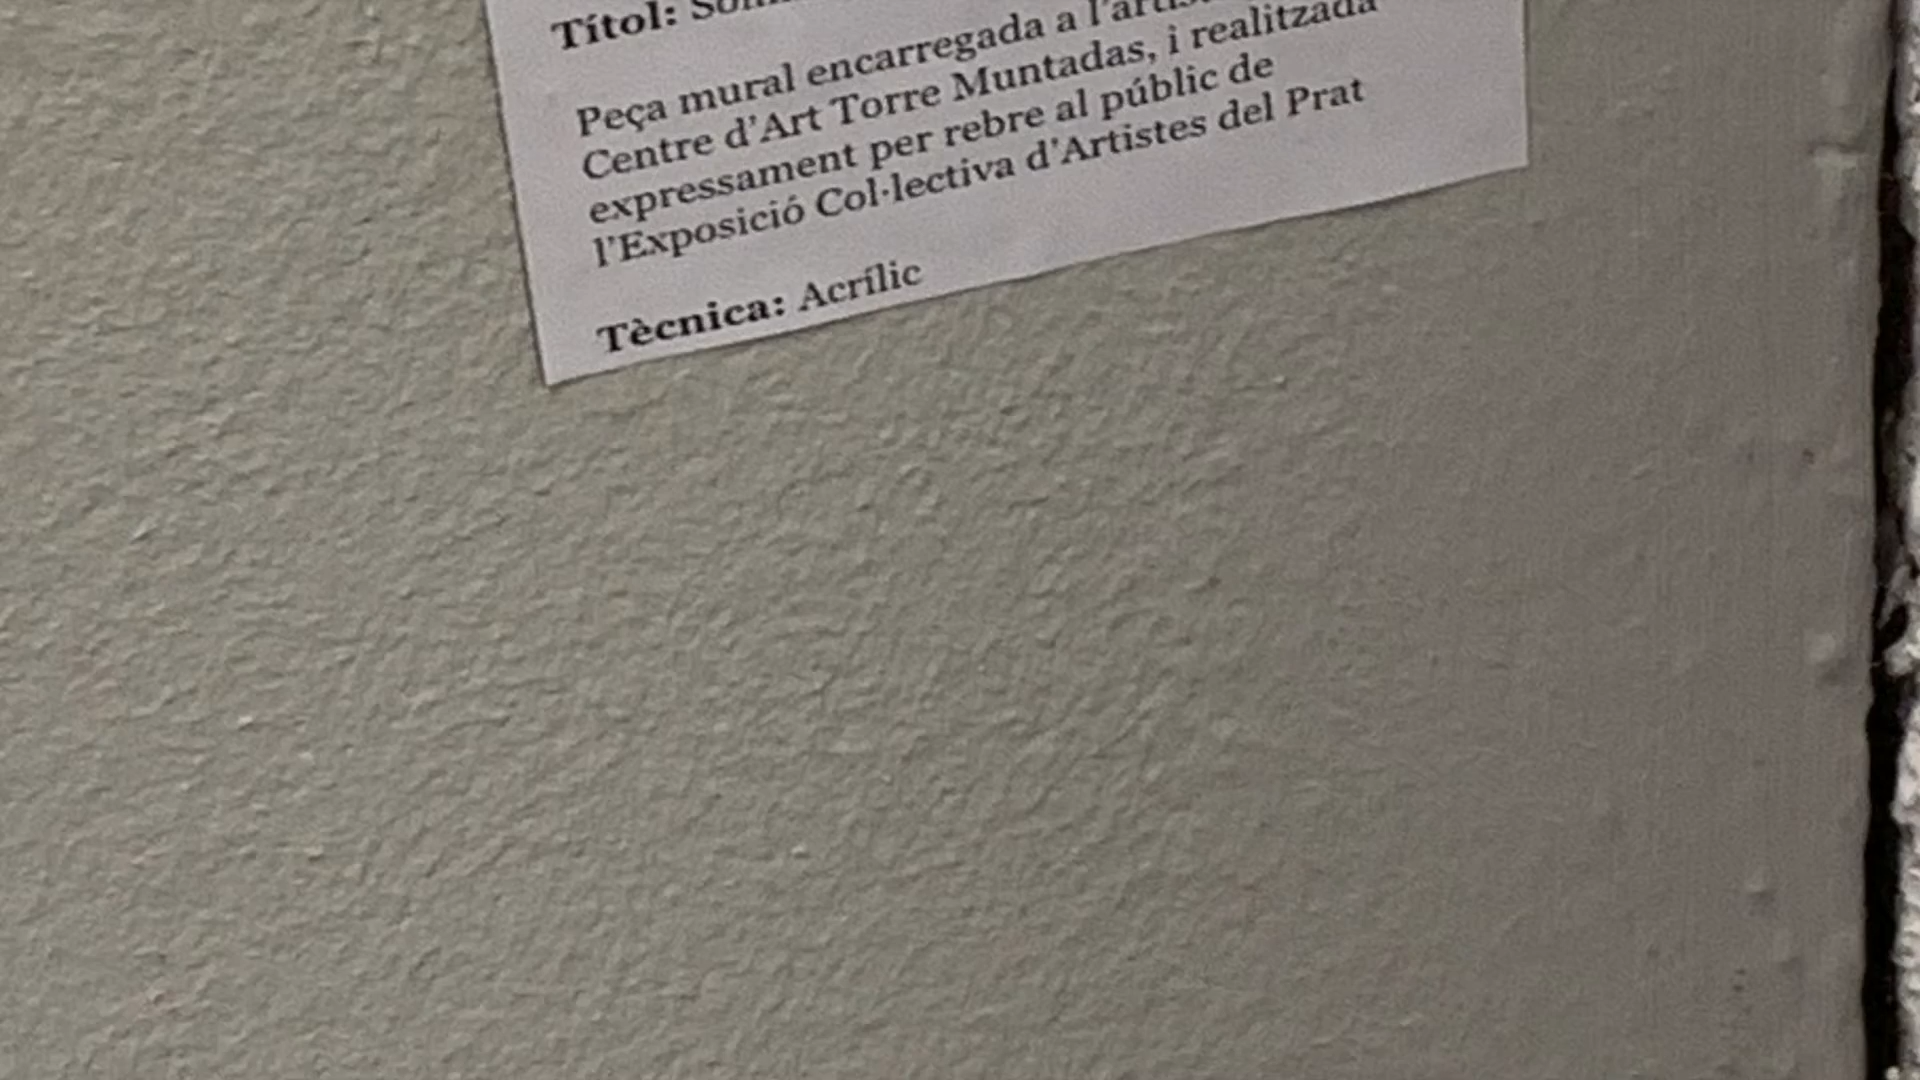 Títol:
Peça mural encarregada a
Centre d'Art Torre Muntadas, i realitzada
expressament per rebre al públic de
l'Exposició Col·lectiva d'Artistes del Prat
Tècnica: Acrílic